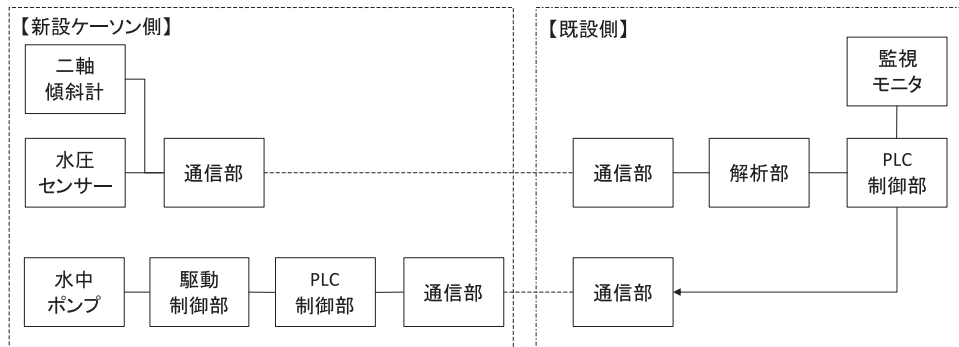 【新設ケーソン側】
二軸
傾斜計
水圧
センサー
通信部
水中
ポンプ
駆動
制御部
PLC
制御部
通信部
【既設側】
監視
モニタ
通信部
解析部
PLC
制御部
通信部